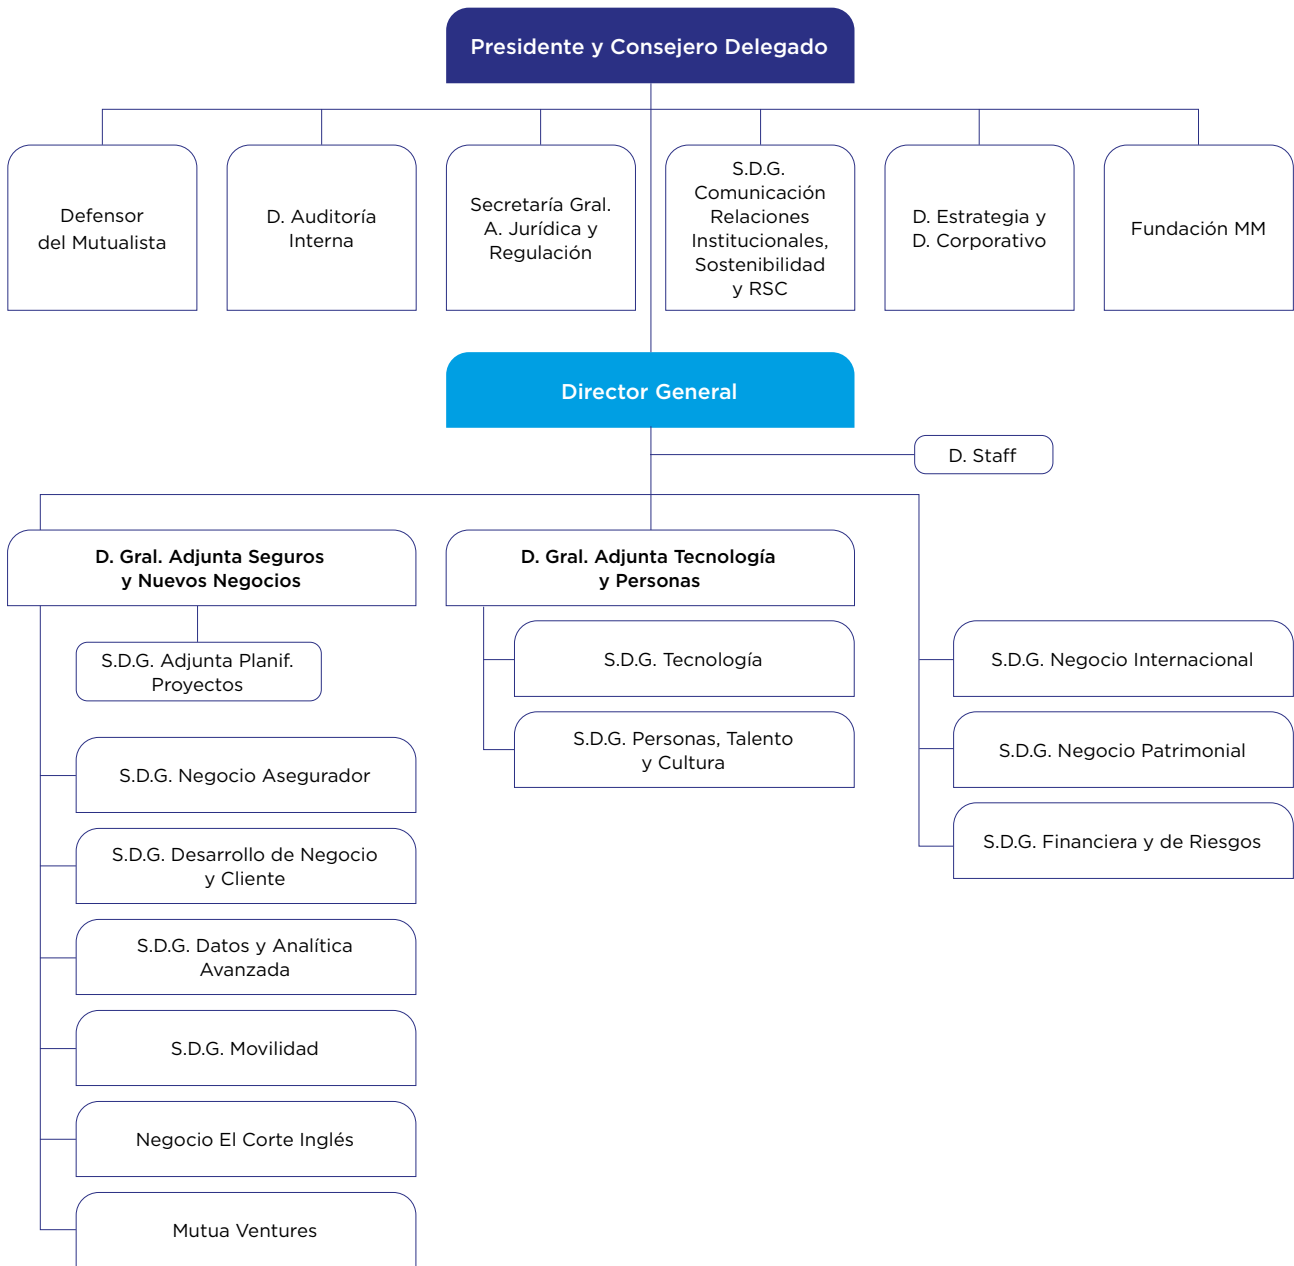 Presidente y Consejero Delegado
Defensor
del Mutualista
D. Auditoría
Interna
Secretaría Gral.
A. Jurídica y
Regulación
S.D.G.
Comunicación
Relaciones
Institucionales,
Sostenibilidad
y RSC
D. Estrategia y
D. Corporativo
Fundación MM
Director General
D. Staff
D. Gral. Adjunta Seguros
y Nuevos Negocios
S.D.G. Adjunta Planif.
Proyectos
S.D.G. Negocio Asegurador
S.D.G. Desarrollo de Negocio
y Cliente
S.D.G. Datos y Analítica
Avanzada
S.D.G. Movilidad
Negocio El Corte Inglés
Mutua Ventures
D. Gral. Adjunta Tecnología
y Personas
S.D.G. Tecnología
S.D.G. Personas, Talento
y Cultura
S.D.G. Negocio Internacional
S.D.G. Negocio Patrimonial
S.D.G. Financiera y de Riesgos